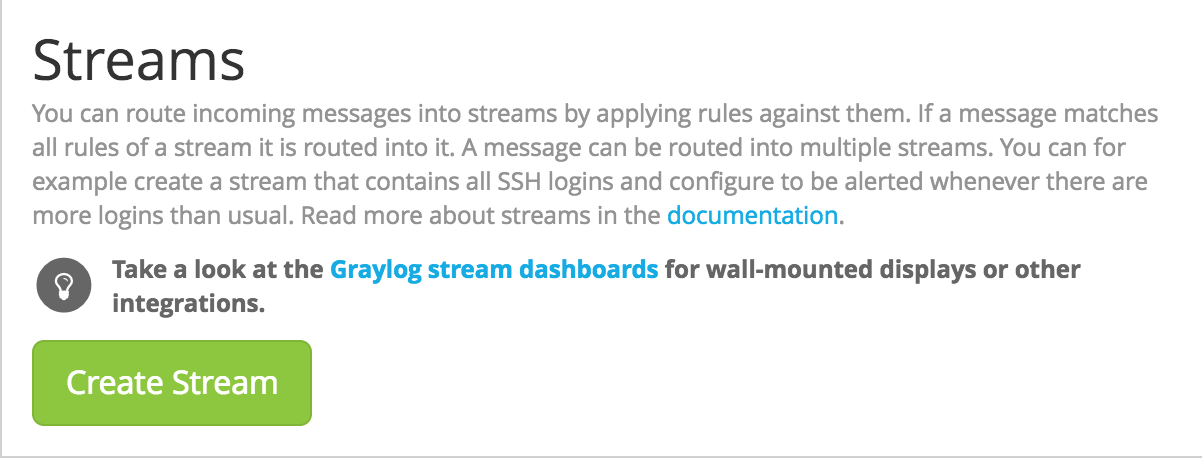 Streams
You can route incoming messages into streams by applying rules against them. If a message matches
all rules of a stream it is routed into it. A message can be routed into multiple streams. You can for
example create a stream that contains all SSH logins and configure to be alerted whenever there are
more logins than usual. Read more about streams in the documentation.
Take a look at the Graylog stream dashboards for wall-mounted displays or other
integrations.
Create Stream